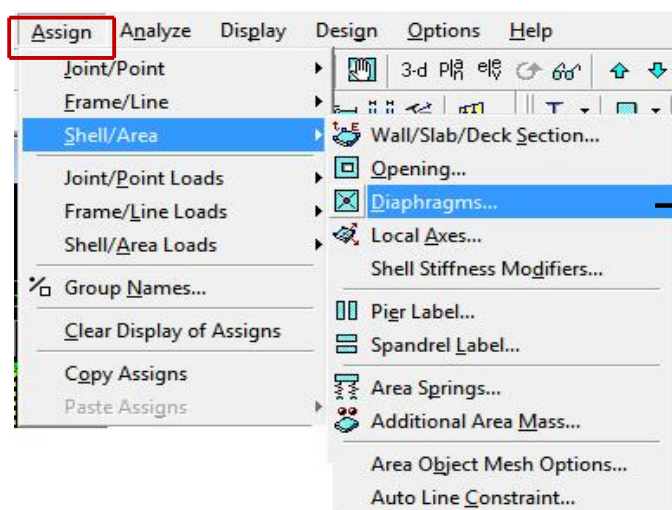 Assign Analyze Display Design Options Help
Joint/Point
Frame/Line
Shell/Area
Joint/Point Loads
Frame/Line Loads
Shell/Area Loads
Group Names...
Clear Display of Assigns
Copy Assigns
Paste Assigns
3-d
Wall/Slab/Deck Section...
Opening...
Diaphragms...
Local Axes...
Shell Stiffness Modifiers...
Pier Label...
Spandrel Label...
Area Springs...
Additional Area Mass...
Area Object Mesh Options...
Auto Line Constraint...